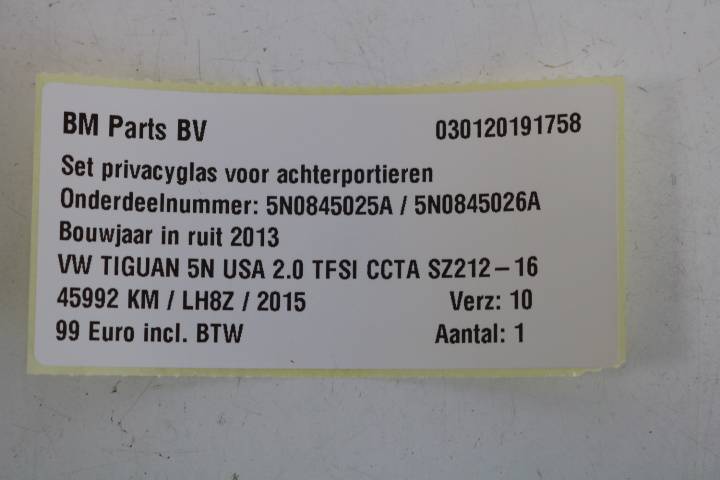 BM Parts BV 030120191758
Set privacyglas voor achterportieren
Onderdeelnummer: 5N0845025A / 5N0845026A
Bouwjaar in ruit 2013
VW TIGUAN 5N USA 2.0 TFSI CCTA SZ212-16
45992 KM / LH8Z / 2015 Verz: 10
99 Euro incl. BTW Aantal: 1